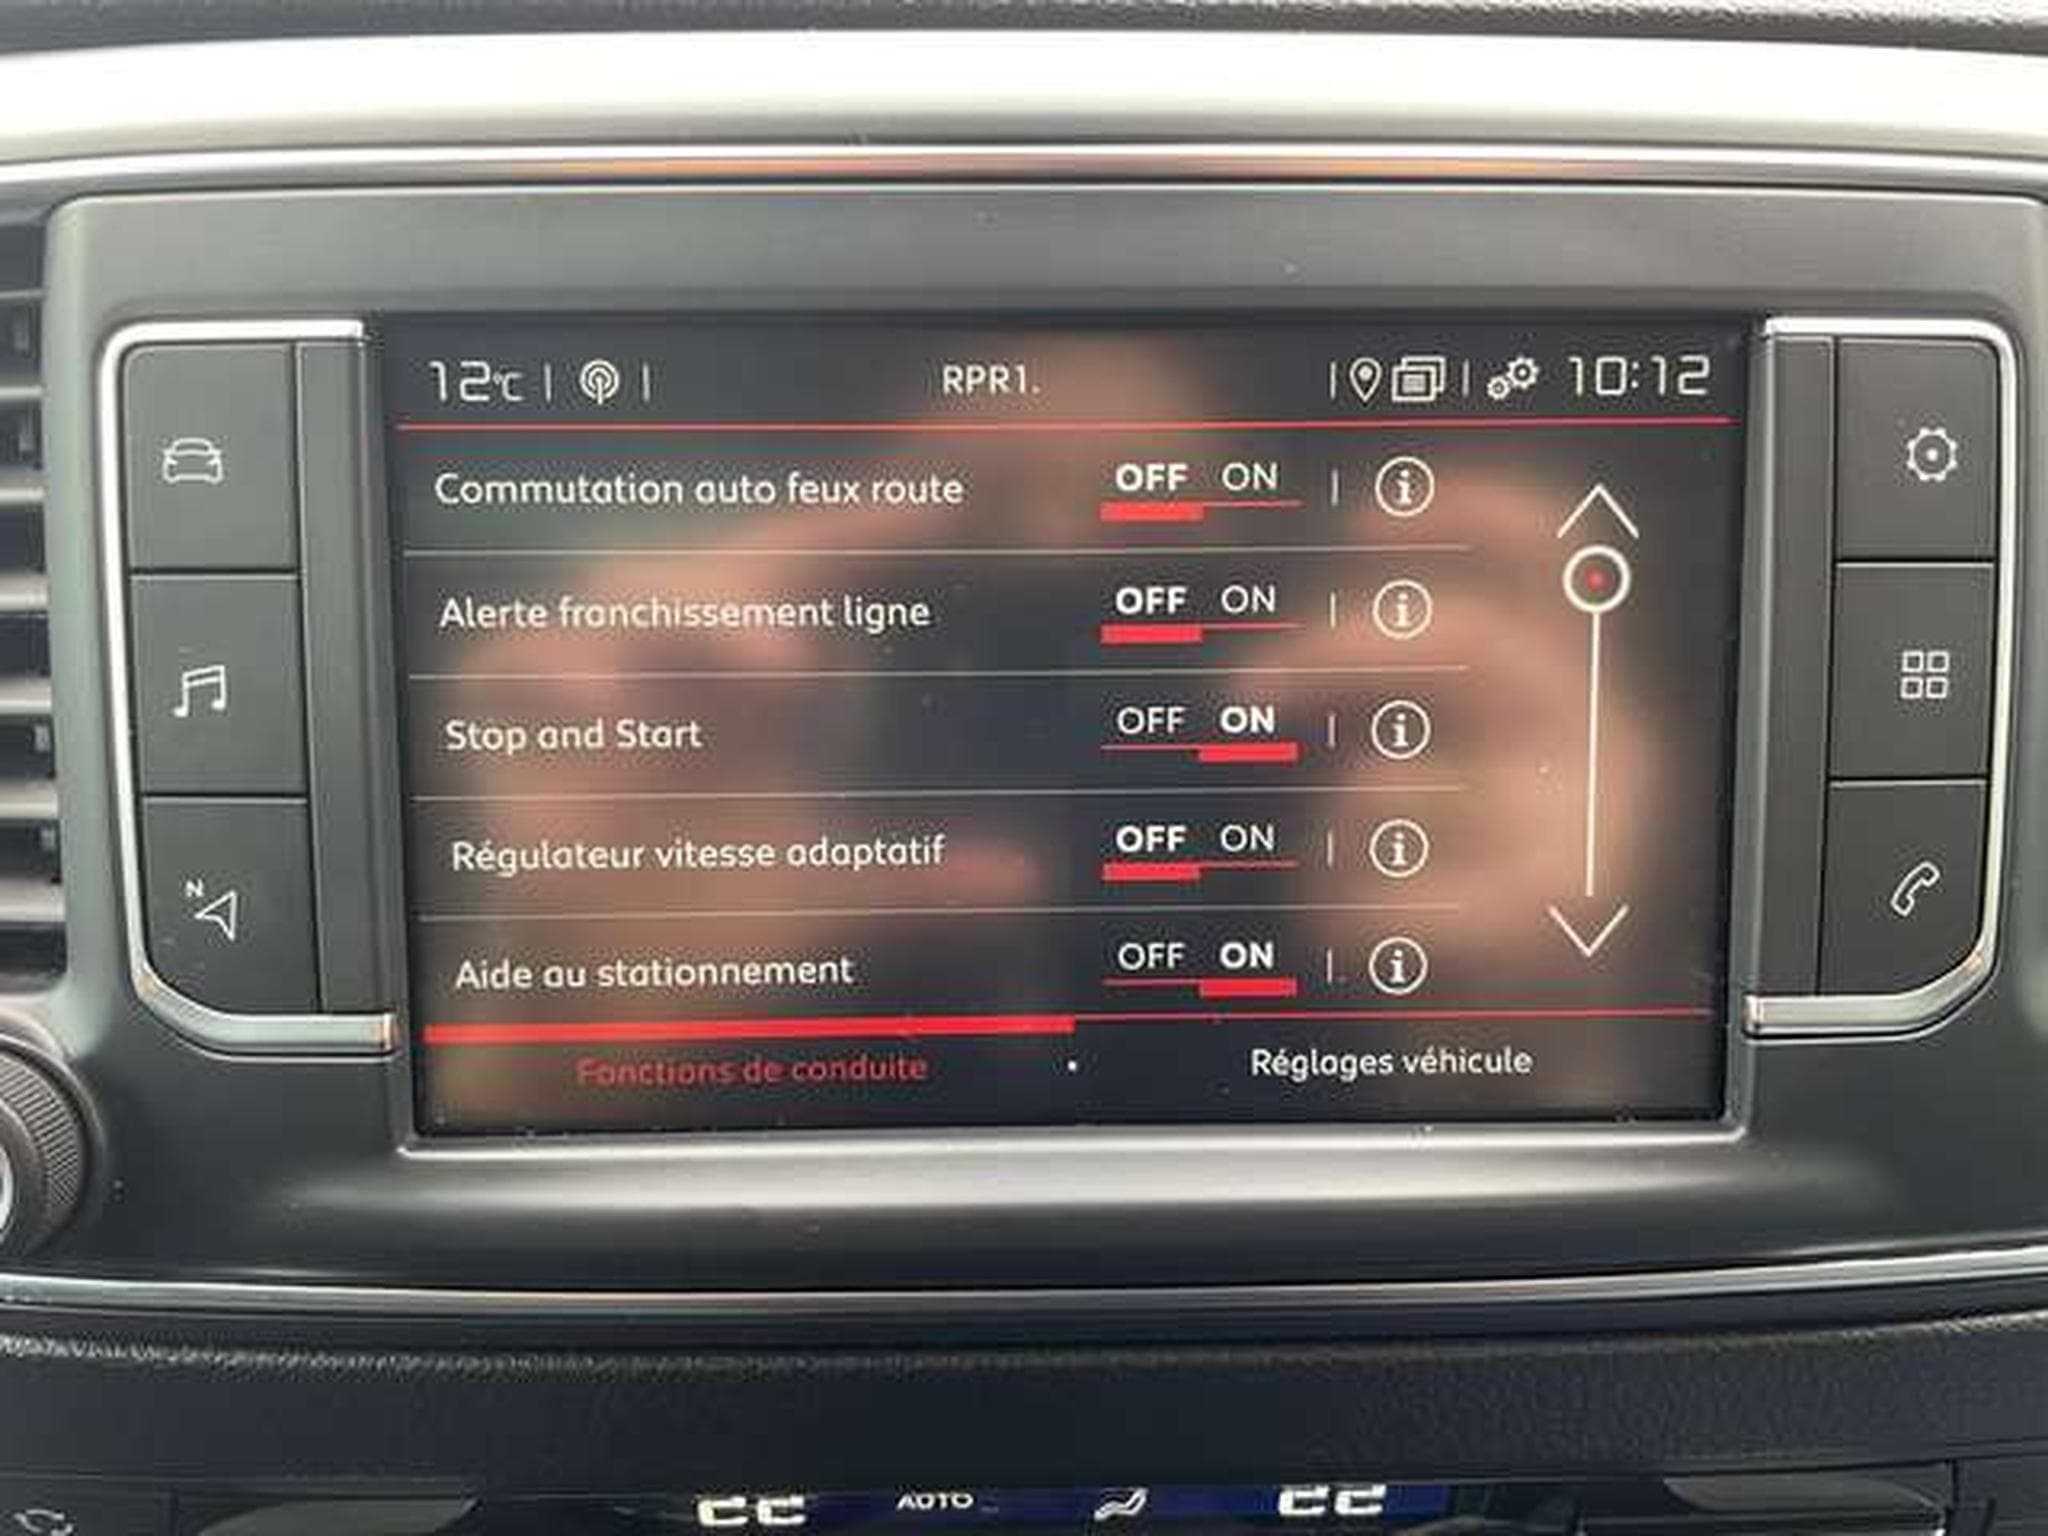 12°C | | RPR1. | | 10:12
Commutation auto feux route OFF ON | i
Alerte franchissement ligne OFF ON | i
Stop and Start OFF ON | i
Régulateur vitesse adaptatif OFF ON | i
Aide au stationnement OFF ON | i
Fonctions de conduite Réglages véhicule
N
AUTO